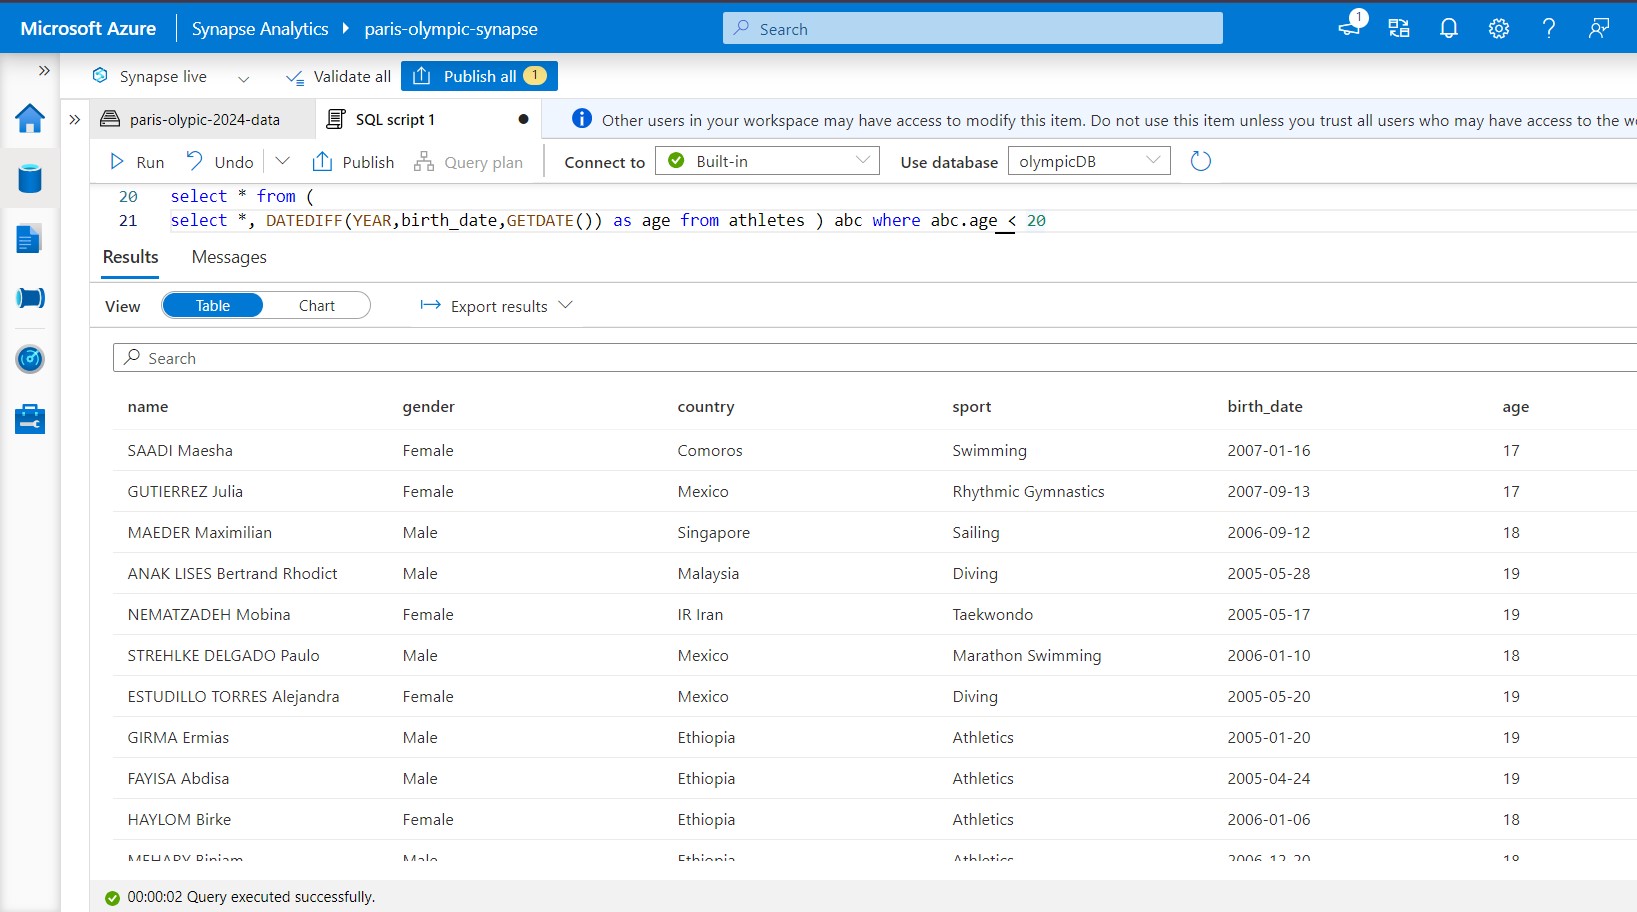 Microsoft Azure Synapse Analytics paris-olympic-synapse Search 1
Synapse live Validate all Publish all 1
paris-olypic-2024-data SQL script 1 Other users in your workspace may have access to modify this item. Do not use this item unless you trust all users who may have access to the
Run Undo Publish Query plan Connect to Built-in Use database olympicDB
20 select * from (
21 select *, DATEDIFF(YEAR,birth_date,GETDATE()) as age from athletes ) abc where abc.age < 20
Results Messages
View Table Chart Export results
Search
name gender country sport birth_date age
SAADI Maesha Female Comoros Swimming 2007-01-16 17
GUTIERREZ Julia Female Mexico Rhythmic Gymnastics 2007-09-13 17
MAEDER Maximilian Male Singapore Sailing 2006-09-12 18
ANAK LISES Bertrand Rhodict Male Malaysia Diving 2005-05-28 19
NEMATZADEH Mobina Female IR Iran Taekwondo 2005-05-17 19
STREHLKE DELGADO Paulo Male Mexico Marathon Swimming 2006-01-10 18
ESTUDILLO TORRES Alejandra Female Mexico Diving 2005-05-20 19
GIRMA Ermias Male Ethiopia Athletics 2005-01-20 19
FAYISA Abdisa Male Ethiopia Athletics 2005-04-24 19
HAYLOM Birke Female Ethiopia Athletics 2006-01-06 18
MEHARY Biniam Male Ethiopia Athletics 2006-12-20 18
00:00:02 Query executed successfully.